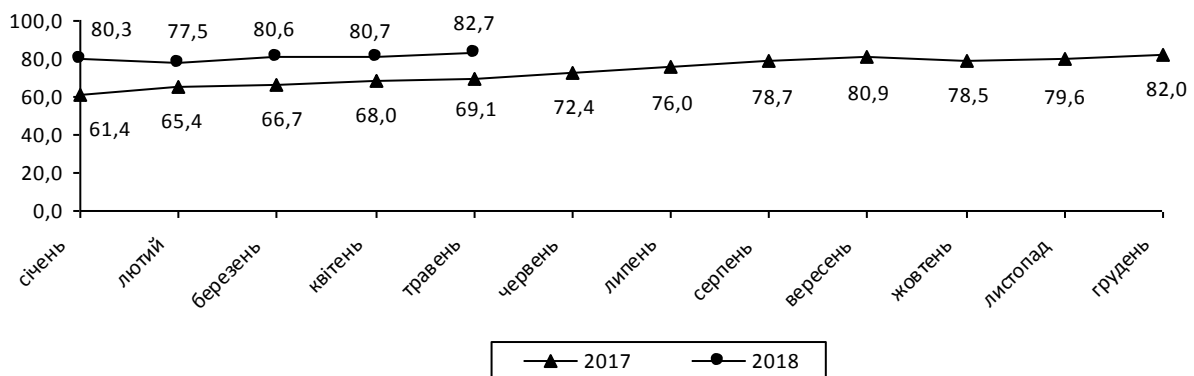 100,0
80,0
60,0
40,0
20,0
0,0
80,3 77,5 80,6 80,7 82,7
61,4 65,4 66,7 68,0 69,1 72,4 76,0 78,7 80,9 78,5 79,6 82,0
січень лютий березень квітень травень червень липень серпень вересень жовтень листопад грудень
2017 2018